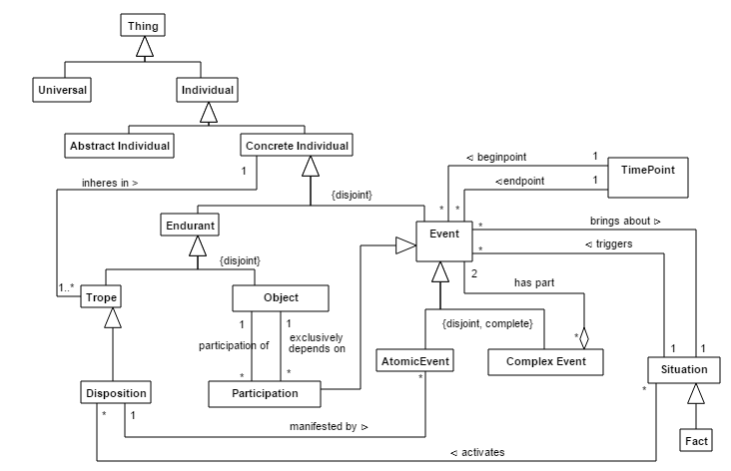 Thing
Universal
Individual
Abstract Individual
Concrete Individual
< beginpoint
1
TimePoint
1
<endpoint
1
inheres in >
{disjoint}
*
*
Endurant
Event
*
brings about >
*
< triggers
{disjoint}
2
has part
1..*
Trope
Object
1
1
exclusively
participation of
depends on
{disjoint, complete}
*
1
1
AtomicEvent
Complex Event
Situation
*
*
*
*
Disposition
Participation
*
1
manifested by >
Fact
< activates